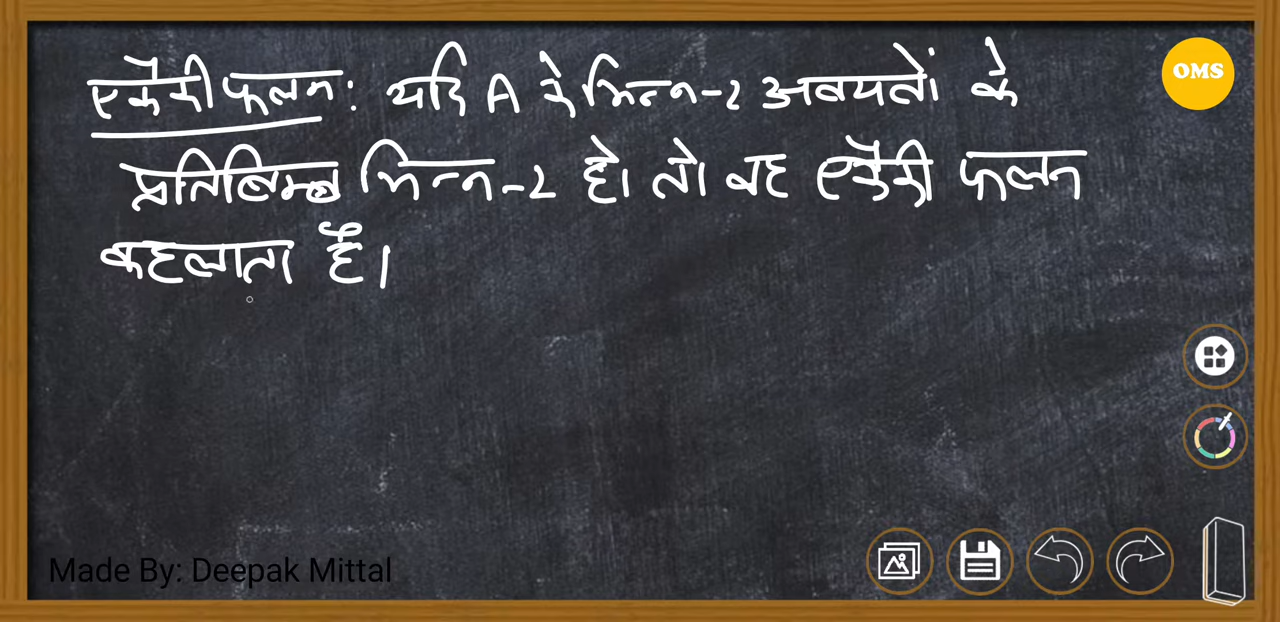 एकैकी फलन: यदि A के भिन्न-2 अवयवों के
OMS
प्रतिबिम्ब भिन्न-2 हो तो वह एकैकी फलन
कहलाता है।
Made By: Deepak Mittal